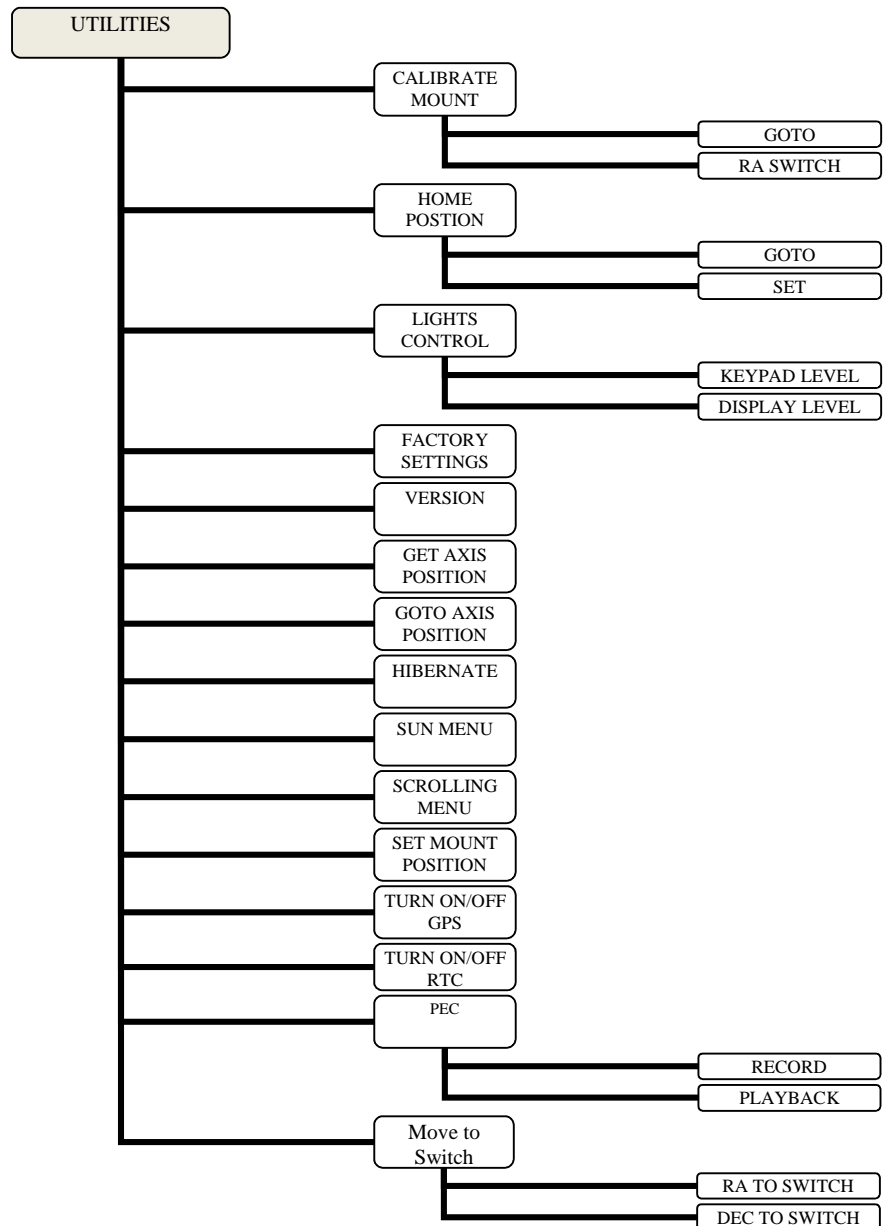 UTILITIES
CALIBRATE
MOUNT
GOTO
RA SWITCH
HOME
POSTION
GOTO
SET
LIGHTS
CONTROL
KEYPAD LEVEL
DISPLAY LEVEL
FACTORY
SETTINGS
VERSION
GET AXIS
POSITION
GOTO AXIS
POSITION
HIBERNATE
SUN MENU
SCROLLING
MENU
SET MOUNT
POSITION
TURN ON/OFF
GPS
TURN ON/OFF
RTC
PEC
RECORD
PLAYBACK
Move to
Switch
RA TO SWITCH
DEC TO SWITCH